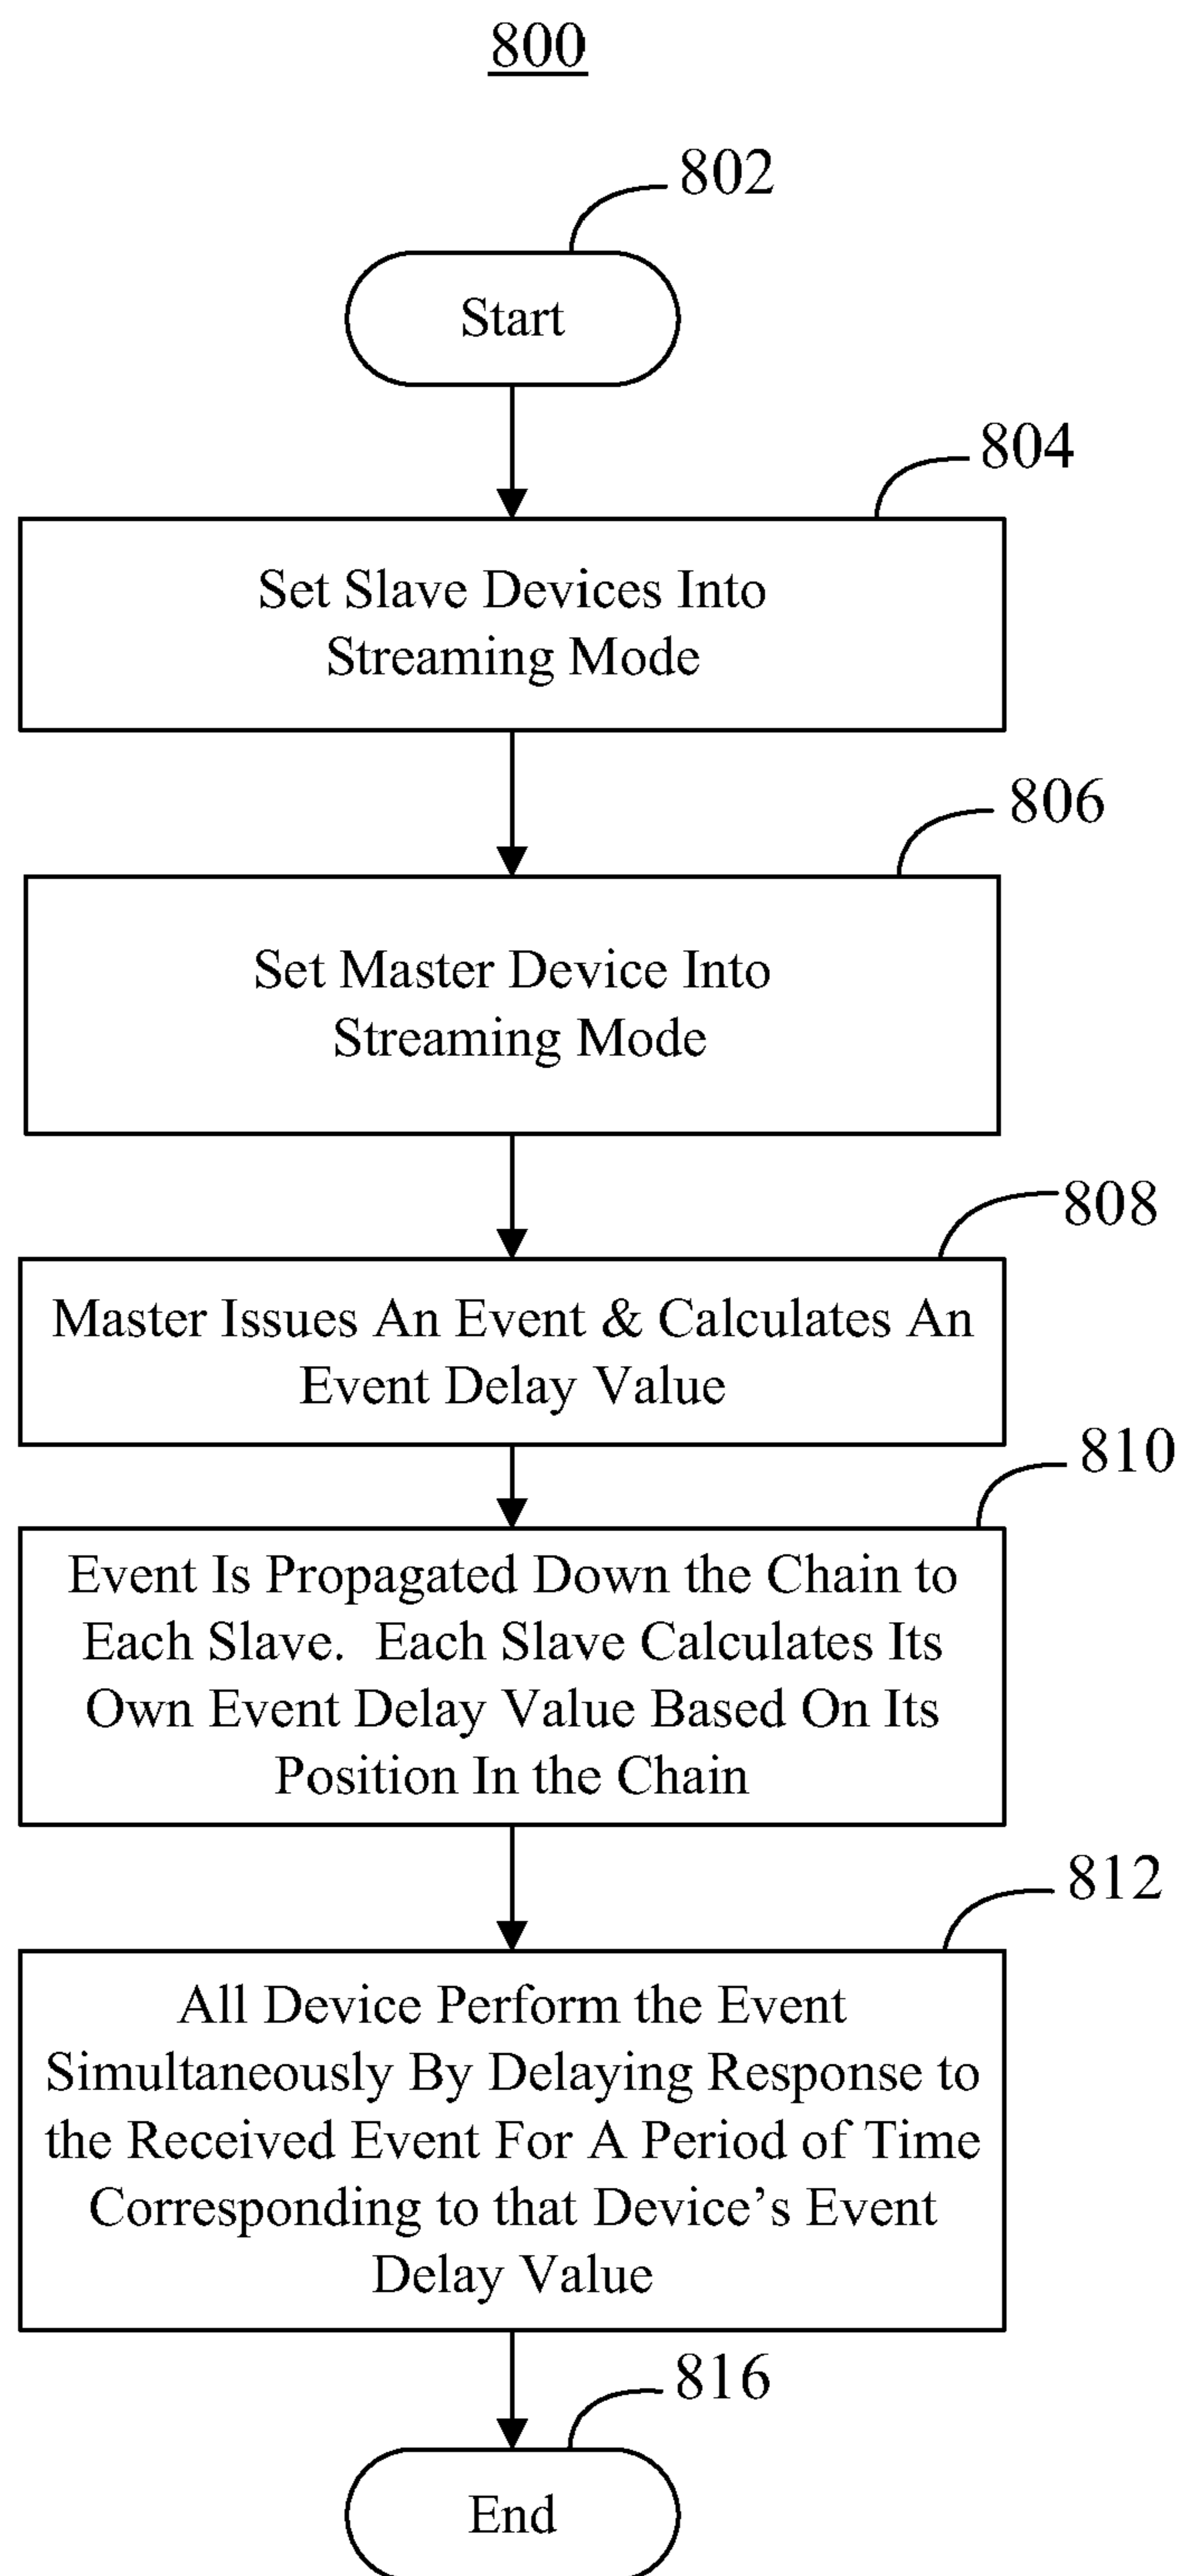 800
802
Start
804
Set Slave Devices Into
Streaming Mode
806
Set Master Device Into
Streaming Mode
808
Master Issues An Event & Calculates An
Event Delay Value
810
Event Is Propagated Down the Chain to
Each Slave.  Each Slave Calculates Its
Own Event Delay Value Based On Its
Position In the Chain
812
All Device Perform the Event
Simultaneously By Delaying Response to
the Received Event For A Period of Time
Corresponding to that Device’s Event
Delay Value
816
End